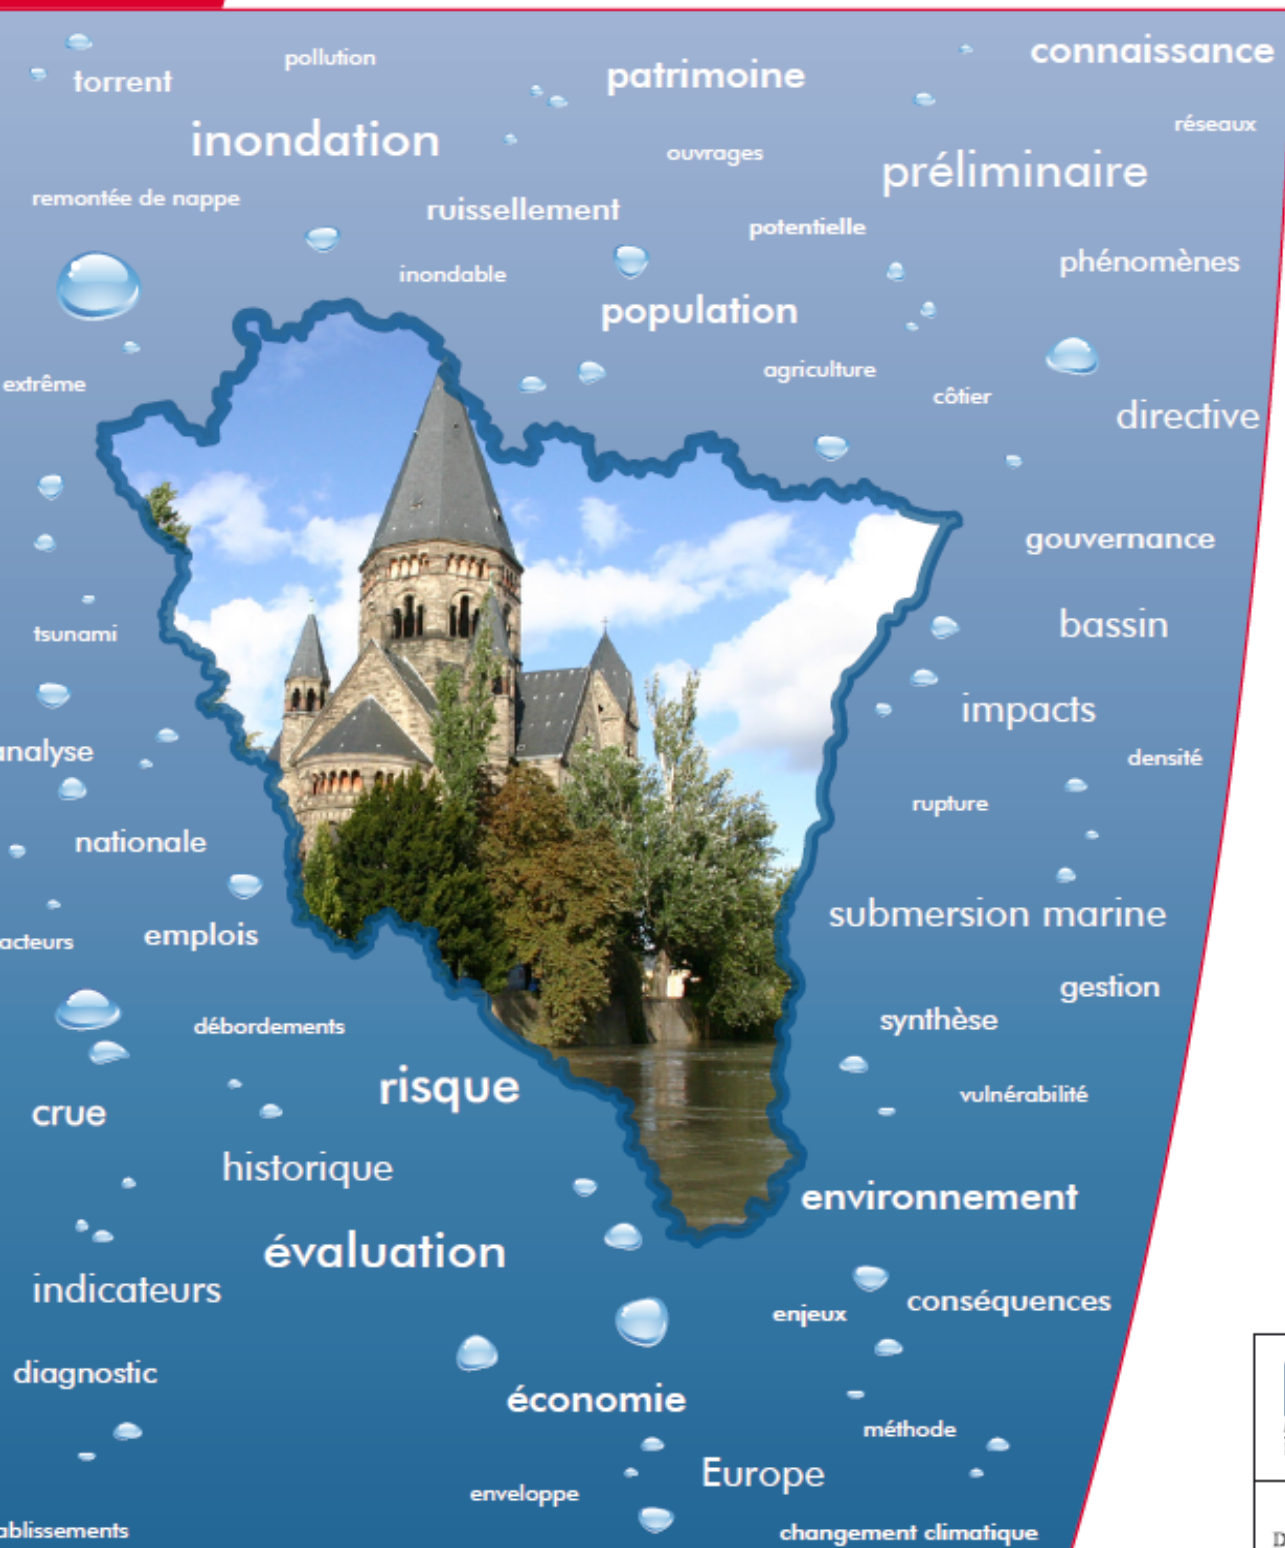 connaissance
pollution
patrimoine
torrent
réseaux
inondation
ouvrages
préliminaire
remontée de nappe
ruissellement
potentielle
phénomènes
inondable
population
agriculture
extrême
côtier
directive
gouvernance
bassin
tsunami
impacts
analyse
densité
rupture
nationale
submersion marine
emplois
acteurs
gestion
synthèse
débordements
risque
vulnérabilité
crue
historique
environnement
évaluation
indicateurs
conséquences
enjeux
diagnostic
économie
méthode
Europe
enveloppe
ablissements
changement climatique
D